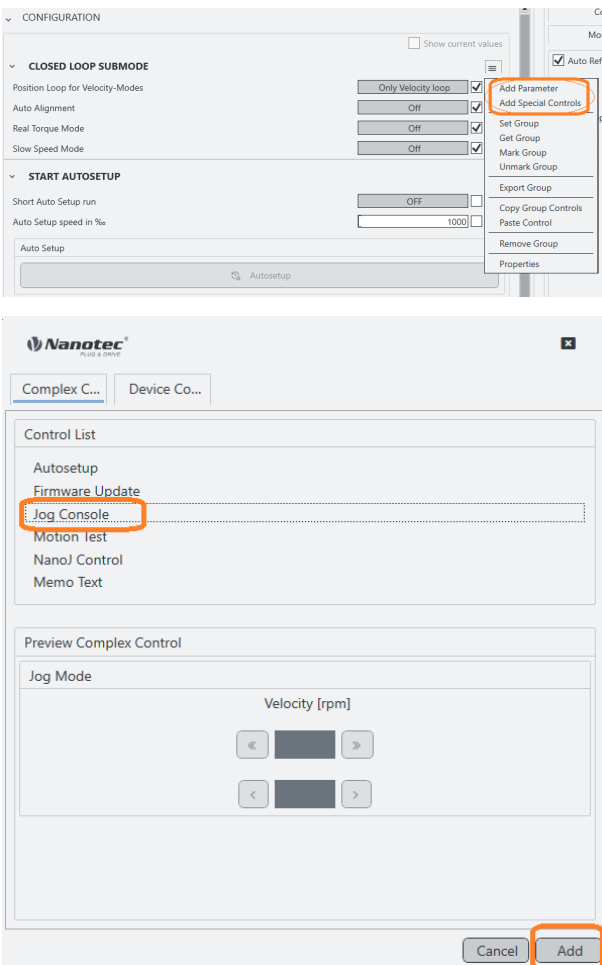 CONFIGURATION
Co
Show current values
Mo
CLOSED LOOP SUBMODE
Auto Ref
Position Loop for Velocity-Modes Only Velocity loop
Add Parameter
Add Special Controls
Auto Alignment Off
Real Torque Mode Off
Slow Speed Mode Off
Set Group
Get Group
Mark Group
Unmark Group
Export Group
Copy Group Controls
Paste Control
Remove Group
Properties
START AUTOSETUP
Short Auto Setup run OFF
Auto Setup speed in ‰ 1000
Auto Setup
Autosetup
Nanotec®
PLUG & DRIVE
Complex C... Device Co...
Control List
Autosetup
Firmware Update
Jog Console
Motion Test
NanoJ Control
Memo Text
Preview Complex Control
Jog Mode
Velocity [rpm]
« »
< >
Cancel Add